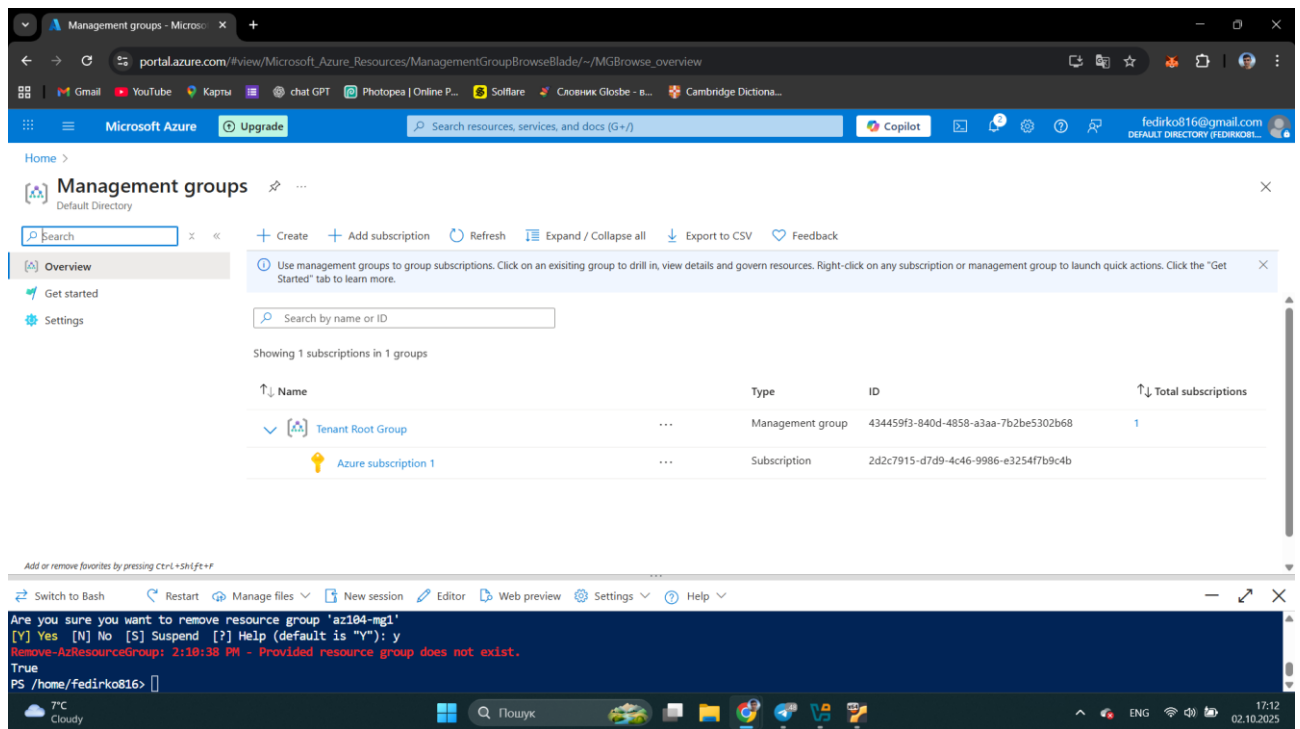 Management groups - Microso
portal.azure.com/#view/Microsoft_Azure_Resources/ManagementGroupBrowseBlade/~/MGBrowse_overview
Gmail YouTube Карты chat GPT Photopea | Online P... Solflare Словник Glosbe - в... Cambridge Dictiona...
Microsoft Azure Upgrade Search resources, services, and docs (G+/) Copilot 2 fedirko816@gmail.com
DEFAULT DIRECTORY (FEDIRKO81...
Home >
Management groups ...
Default Directory
Search
Create Add subscription Refresh Expand / Collapse all Export to CSV Feedback
Overview
Get started
Settings
Use management groups to group subscriptions. Click on an exisiting group to drill in, view details and govern resources. Right-click on any subscription or management group to launch quick actions. Click the "Get
Started" tab to learn more.
Search by name or ID
Showing 1 subscriptions in 1 groups
Name Type ID Total subscriptions
Tenant Root Group ... Management group 434459f3-840d-4858-a3aa-7b2be5302b68 1
Azure subscription 1 ... Subscription 2d2c7915-d7d9-4c46-9986-e3254f7b9c4b
Add or remove favorites by pressing Ctrl+Shift+F
Switch to Bash Restart Manage files New session Editor Web preview Settings Help
Are you sure you want to remove resource group 'az104-mg1'
[Y] Yes [N] No [S] Suspend [?] Help (default is "Y"): y
Remove-AzResourceGroup: 2:10:38 PM - Provided resource group does not exist.
True
PS /home/fedirko816>
7°C
Cloudy
Пошук
ENG
17:12
02.10.2025